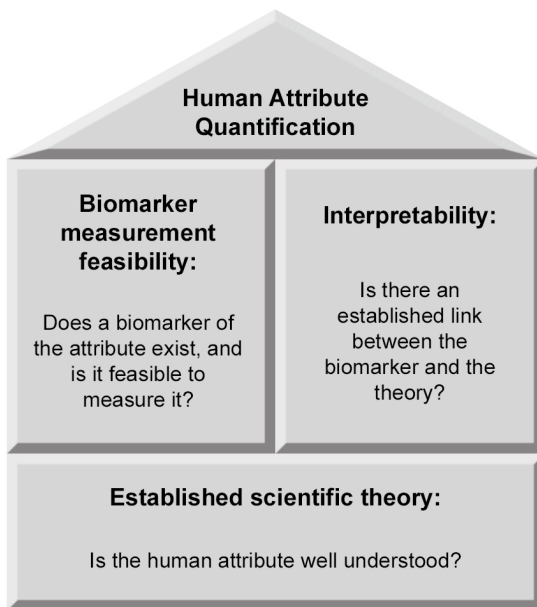 Human Attribute
Quantification
Biomarker
measurement
feasibility:
Does a biomarker of
the attribute exist, and
is it feasible to
measure it?
Interpretability:
Is there an
established link
between the
biomarker and the
theory?
Established scientific theory:
Is the human attribute well understood?